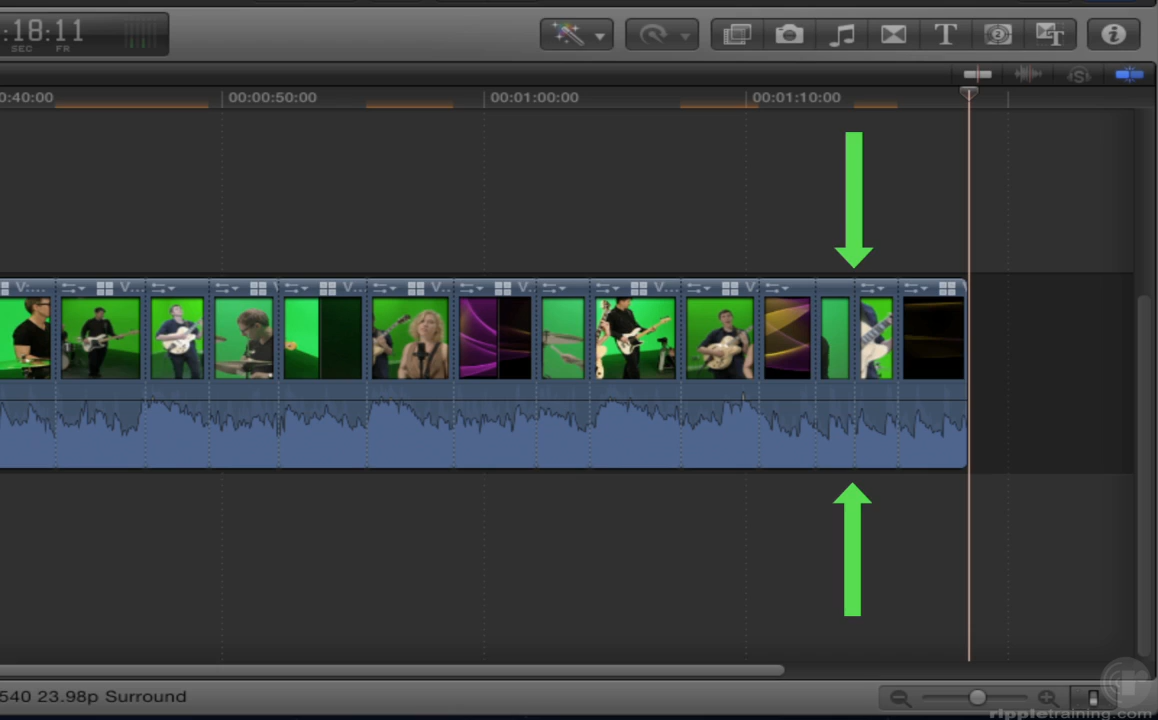 :18:11
SEC FR
T
0:40:00 00:00:50:00 00:01:00:00 00:01:10:00
V:... V... V V.. V.. V.. V... V
540 23.98p Surround
rippletraining.com